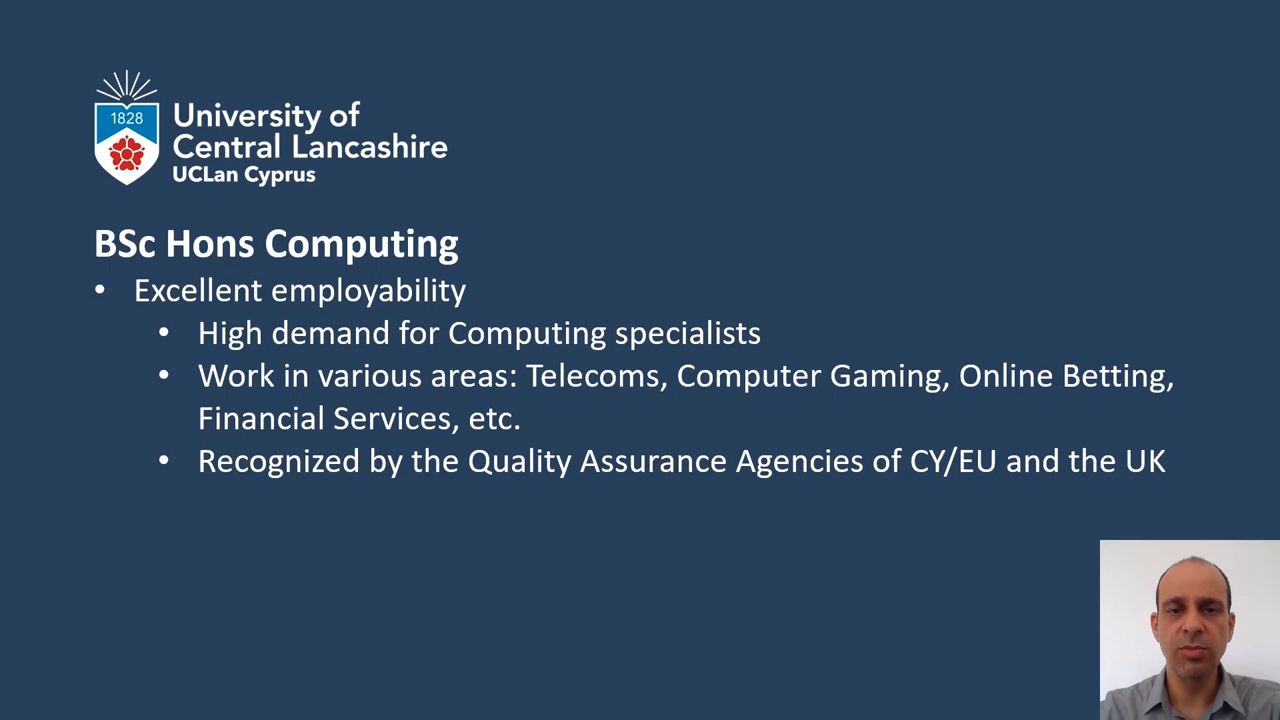 1828
University of
Central Lancashire
UCLan Cyprus
BSc Hons Computing
• Excellent employability
• High demand for Computing specialists
• Work in various areas: Telecoms, Computer Gaming, Online Betting,
Financial Services, etc.
• Recognized by the Quality Assurance Agencies of CY/EU and the UK